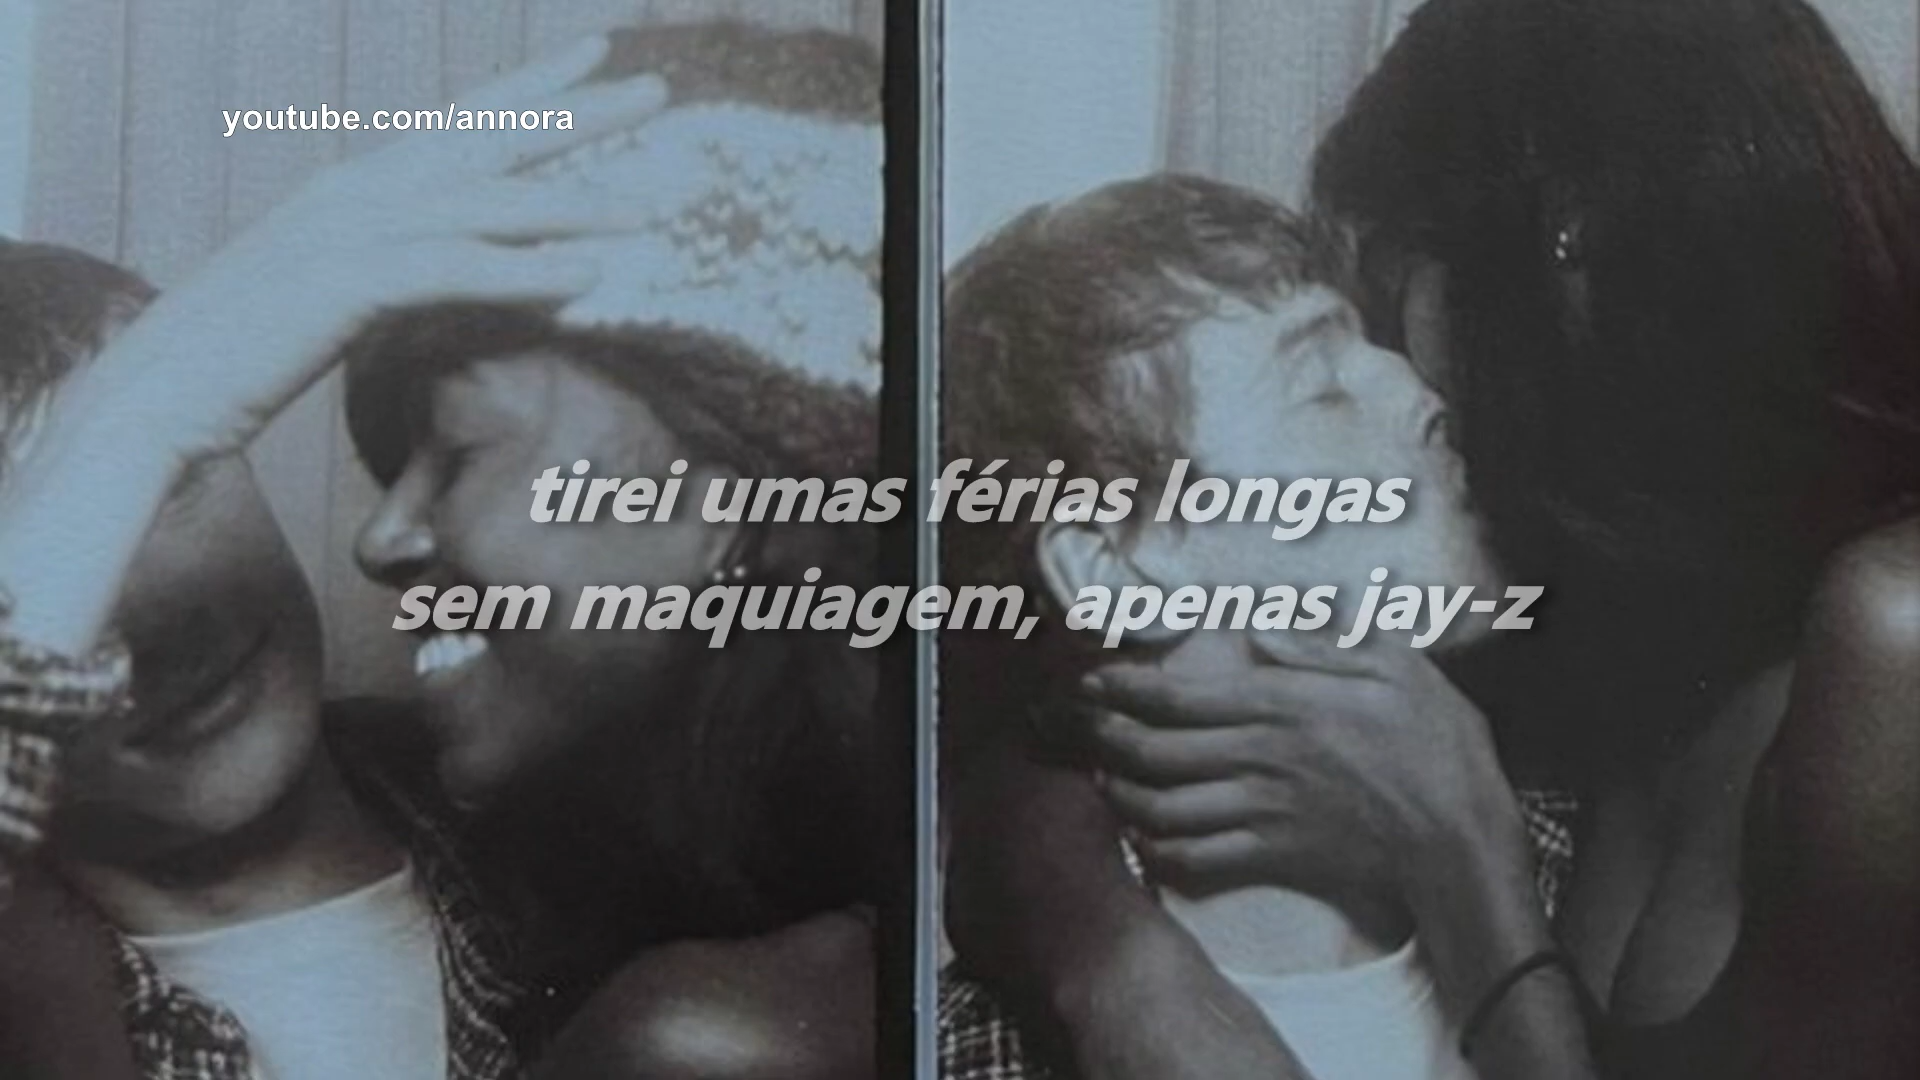 youtube.com/annora
tirei umas férias longas
sem maquiagem, apenas jay-z